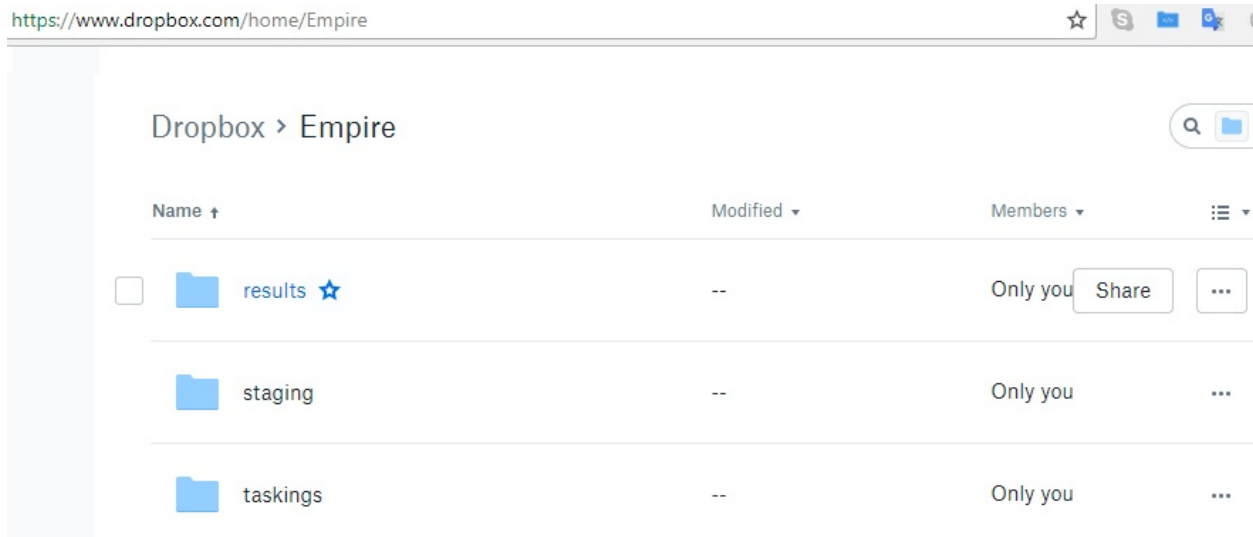 https://www.dropbox.com/home/Empire
Dropbox > Empire
Name Modified Members
results -- Only you Share
staging -- Only you
taskings -- Only you